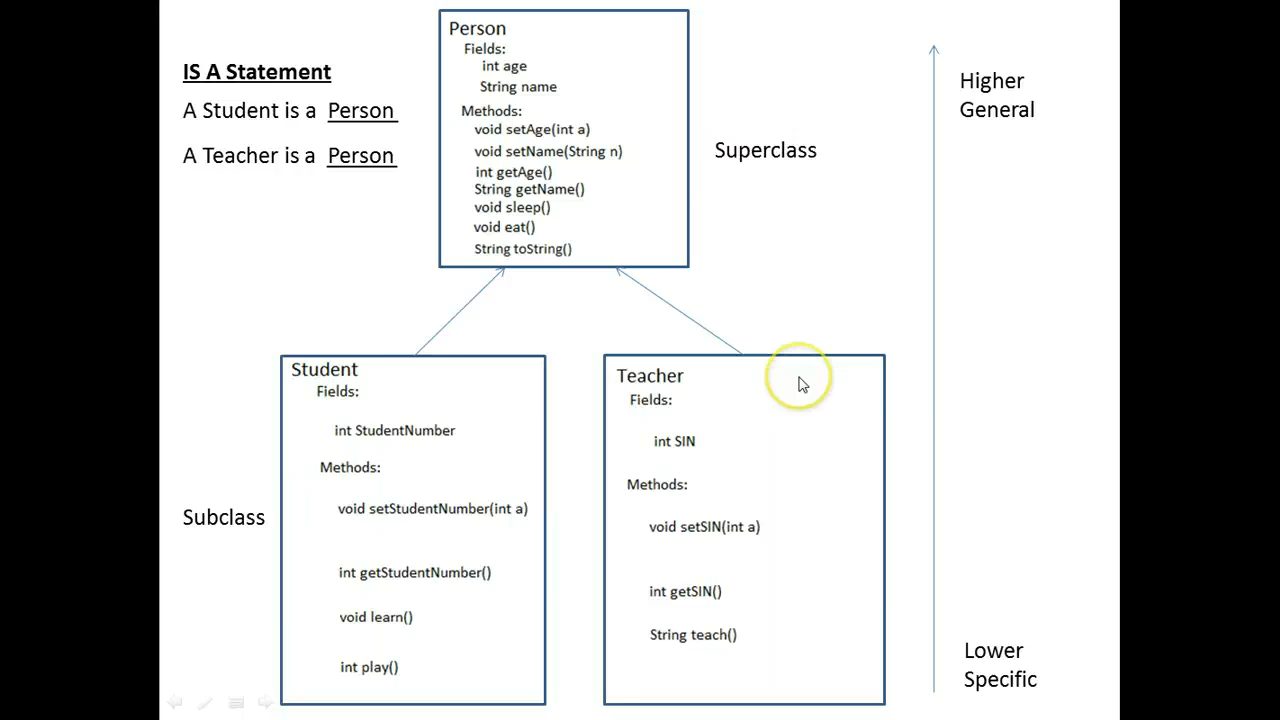 IS A Statement
A Student is a Person
A Teacher is a Person
Person
Fields:
int age
String name
Methods:
void setAge(int a)
void setName(String n)
int getAge()
String getName()
void sleep()
void eat()
String toString()
Superclass
Higher
General
Subclass
Student
Fields:
int StudentNumber
Methods:
void setStudentNumber(int a)
int getStudentNumber()
void learn()
int play()
Teacher
Fields:
int SIN
Methods:
void setSIN(int a)
int getSIN()
String teach()
Lower
Specific